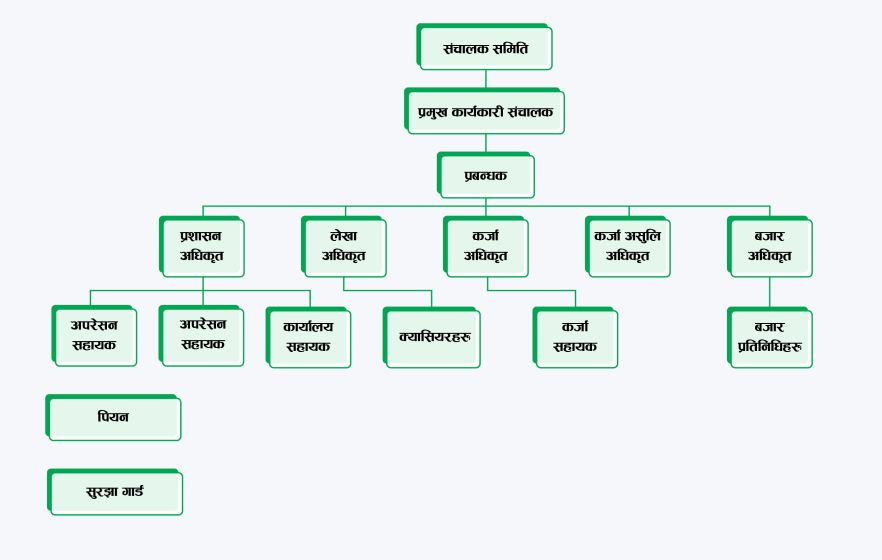 संचालक समिति
प्रमुख कार्यकारी संचालक
प्रबन्धक
प्रशासन
अधिकृत
लेखा
अधिकृत
कर्जा
अधिकृत
कर्जा असुलि
अधिकृत
बजार
अधिकृत
अपरेसन
सहायक
अपरेसन
सहायक
कार्यालय
सहायक
क्यासियरहरू
कर्जा
सहायक
बजार
प्रतिनिधिहरू
पियन
सुरझा गार्ड